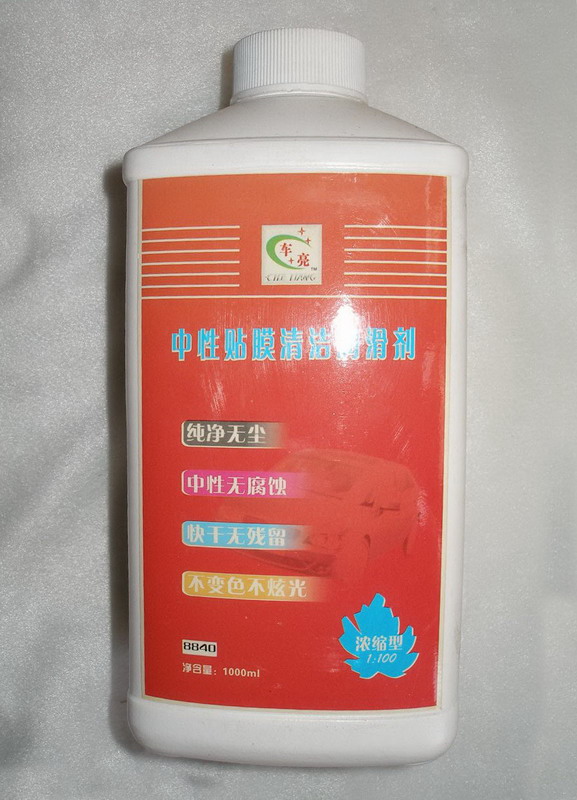 车亮
CHE LIANG TM
中性贴膜清洁润滑剂
纯净无尘
中性无腐蚀
快干无残留
不变色不炫光
浓缩型
1:100
8840
净含量：1000ml